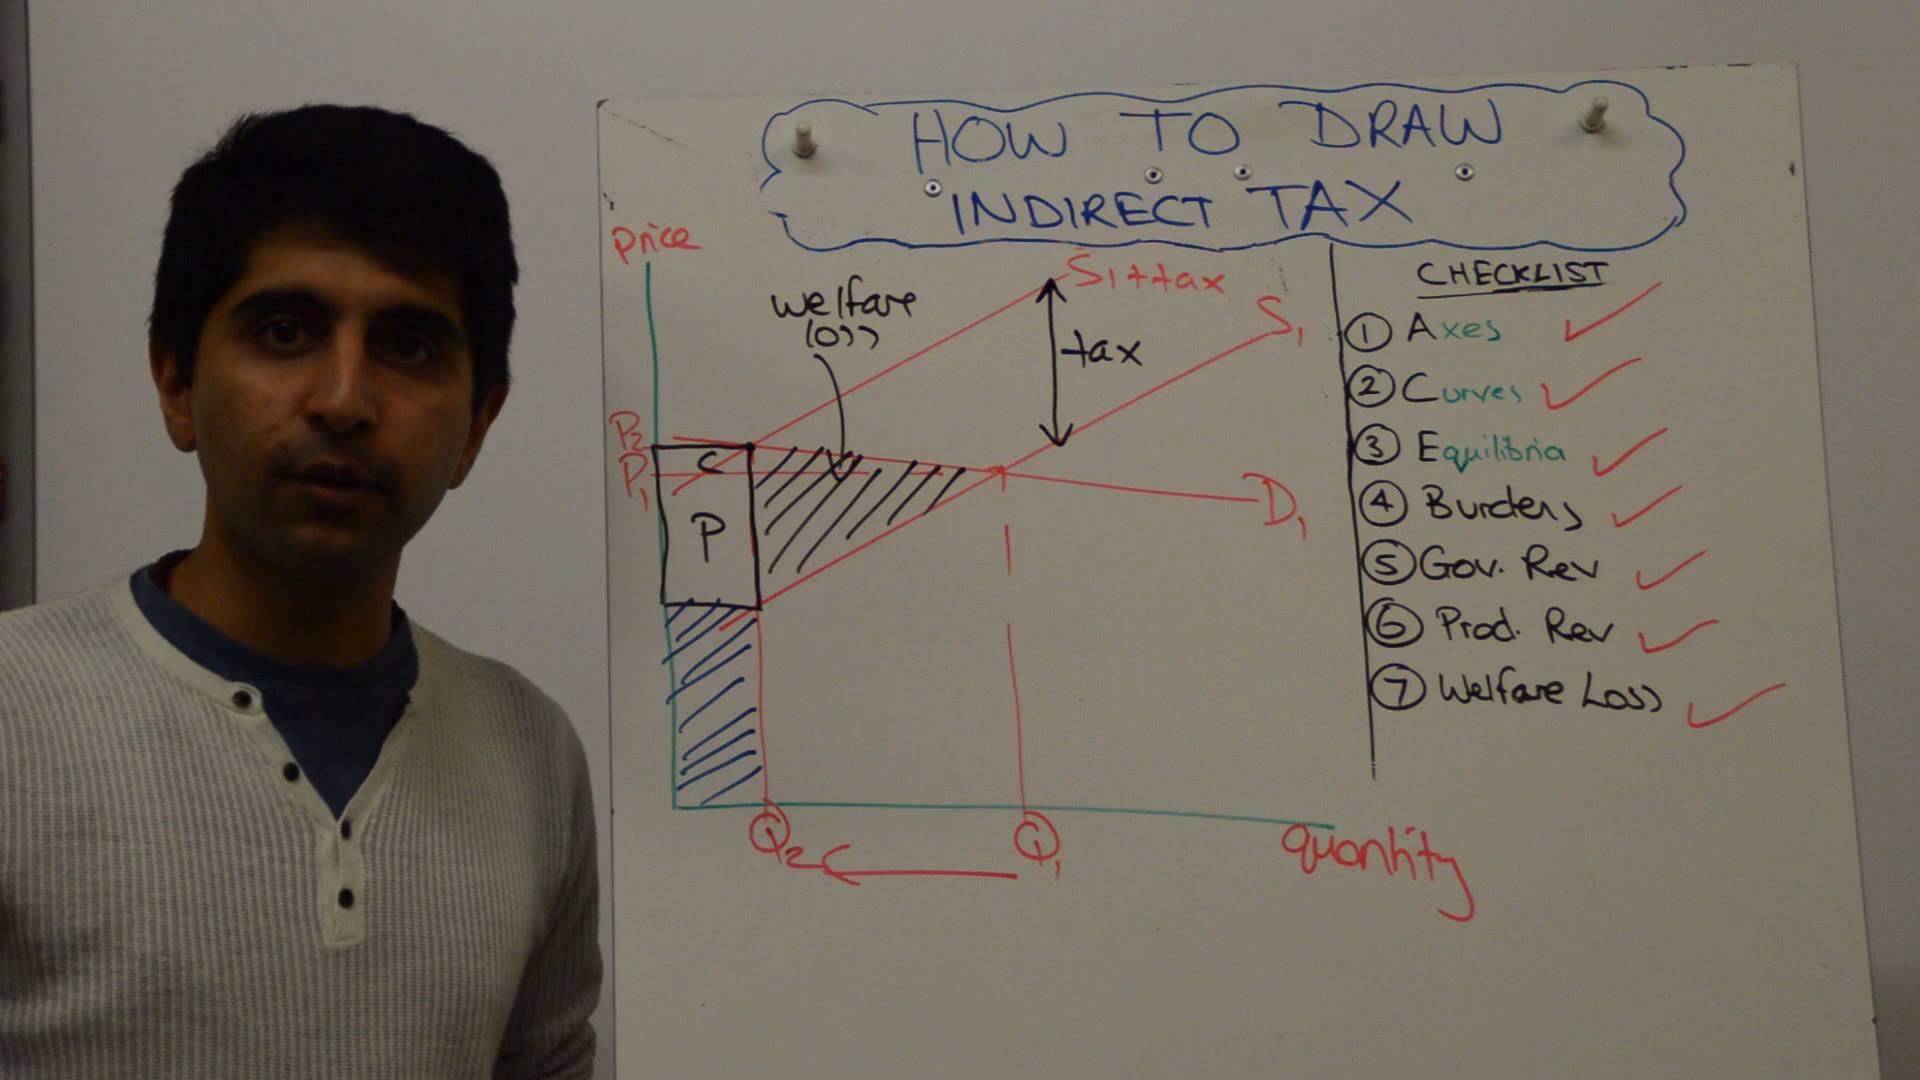 HOW TO DRAW
INDIRECT TAX
Price
S1+tax
S1
welfare
loss
tax
P2
P1
C
P
D1
Q2
Q1
quantity
CHECKLIST
① Axes
② Curves
③ Equilibria
④ Burdens
⑤ Gov. Rev
⑥ Prod. Rev
⑦ Welfare Loss